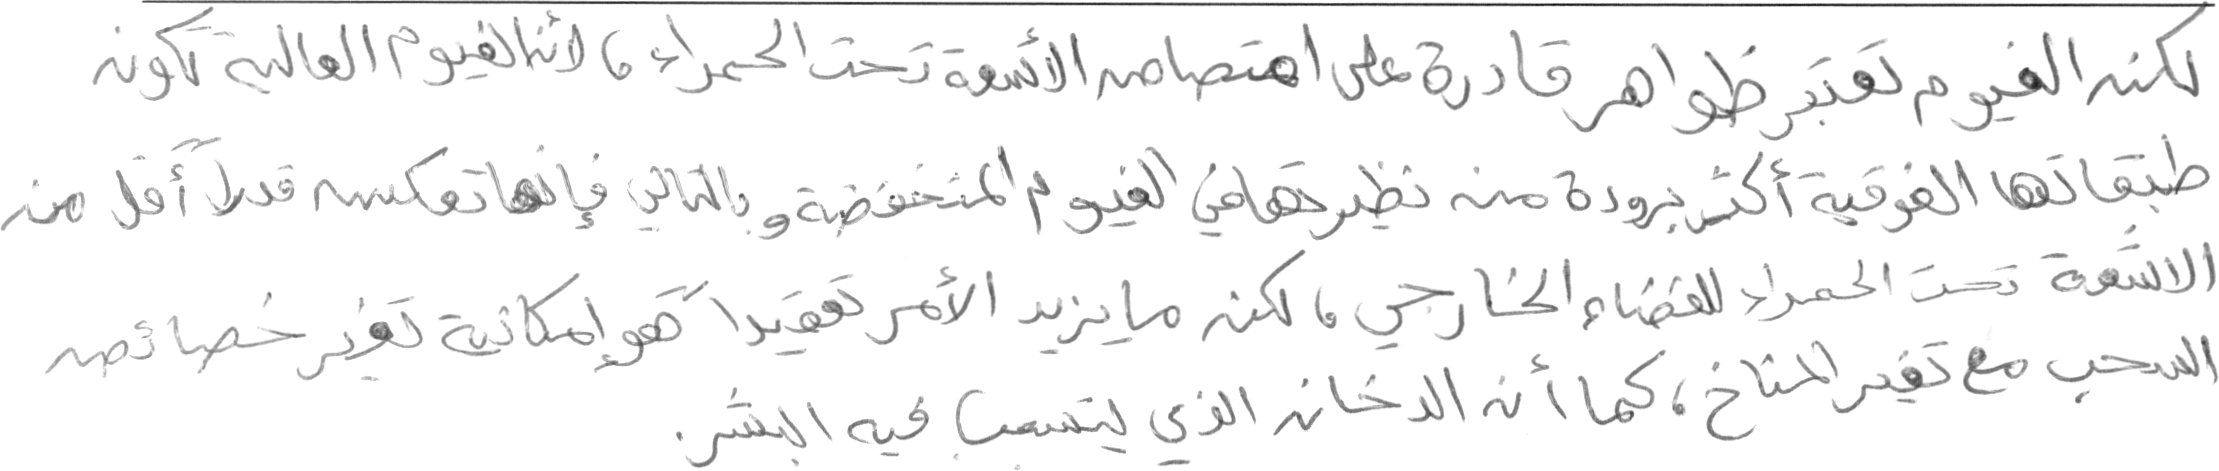 لكن الغيوم تعتبر ظواهر قادرة على امتصاص الأشعة تحت الحمراء، لأن الغيوم العالية تكون
طبقاتها الفوقية أكثر برودة من نظيرتها في الغيوم المنخفضة وبالتالي فإنها تعكس قدراً أقل من
الاشعة تحت الحمراء للفضاء الخارجي، لكن ما يزيد الأمر تعقيداً هو إمكانية تغير خصائص
السحب مع تغير المناخ، كما أن الدخان الذي يتسبب فيه البشر.